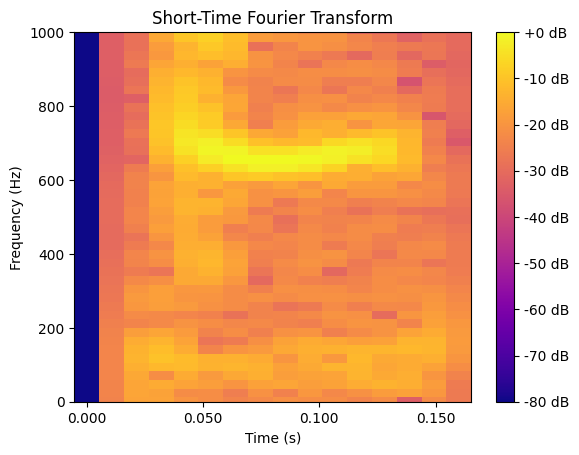 Short-Time Fourier Transform
Frequency (Hz)
1000
800
600
400
200
0
0.000
0.050
0.100
0.150
Time (s)
+0 dB
-10 dB
-20 dB
-30 dB
-40 dB
-50 dB
-60 dB
-70 dB
-80 dB